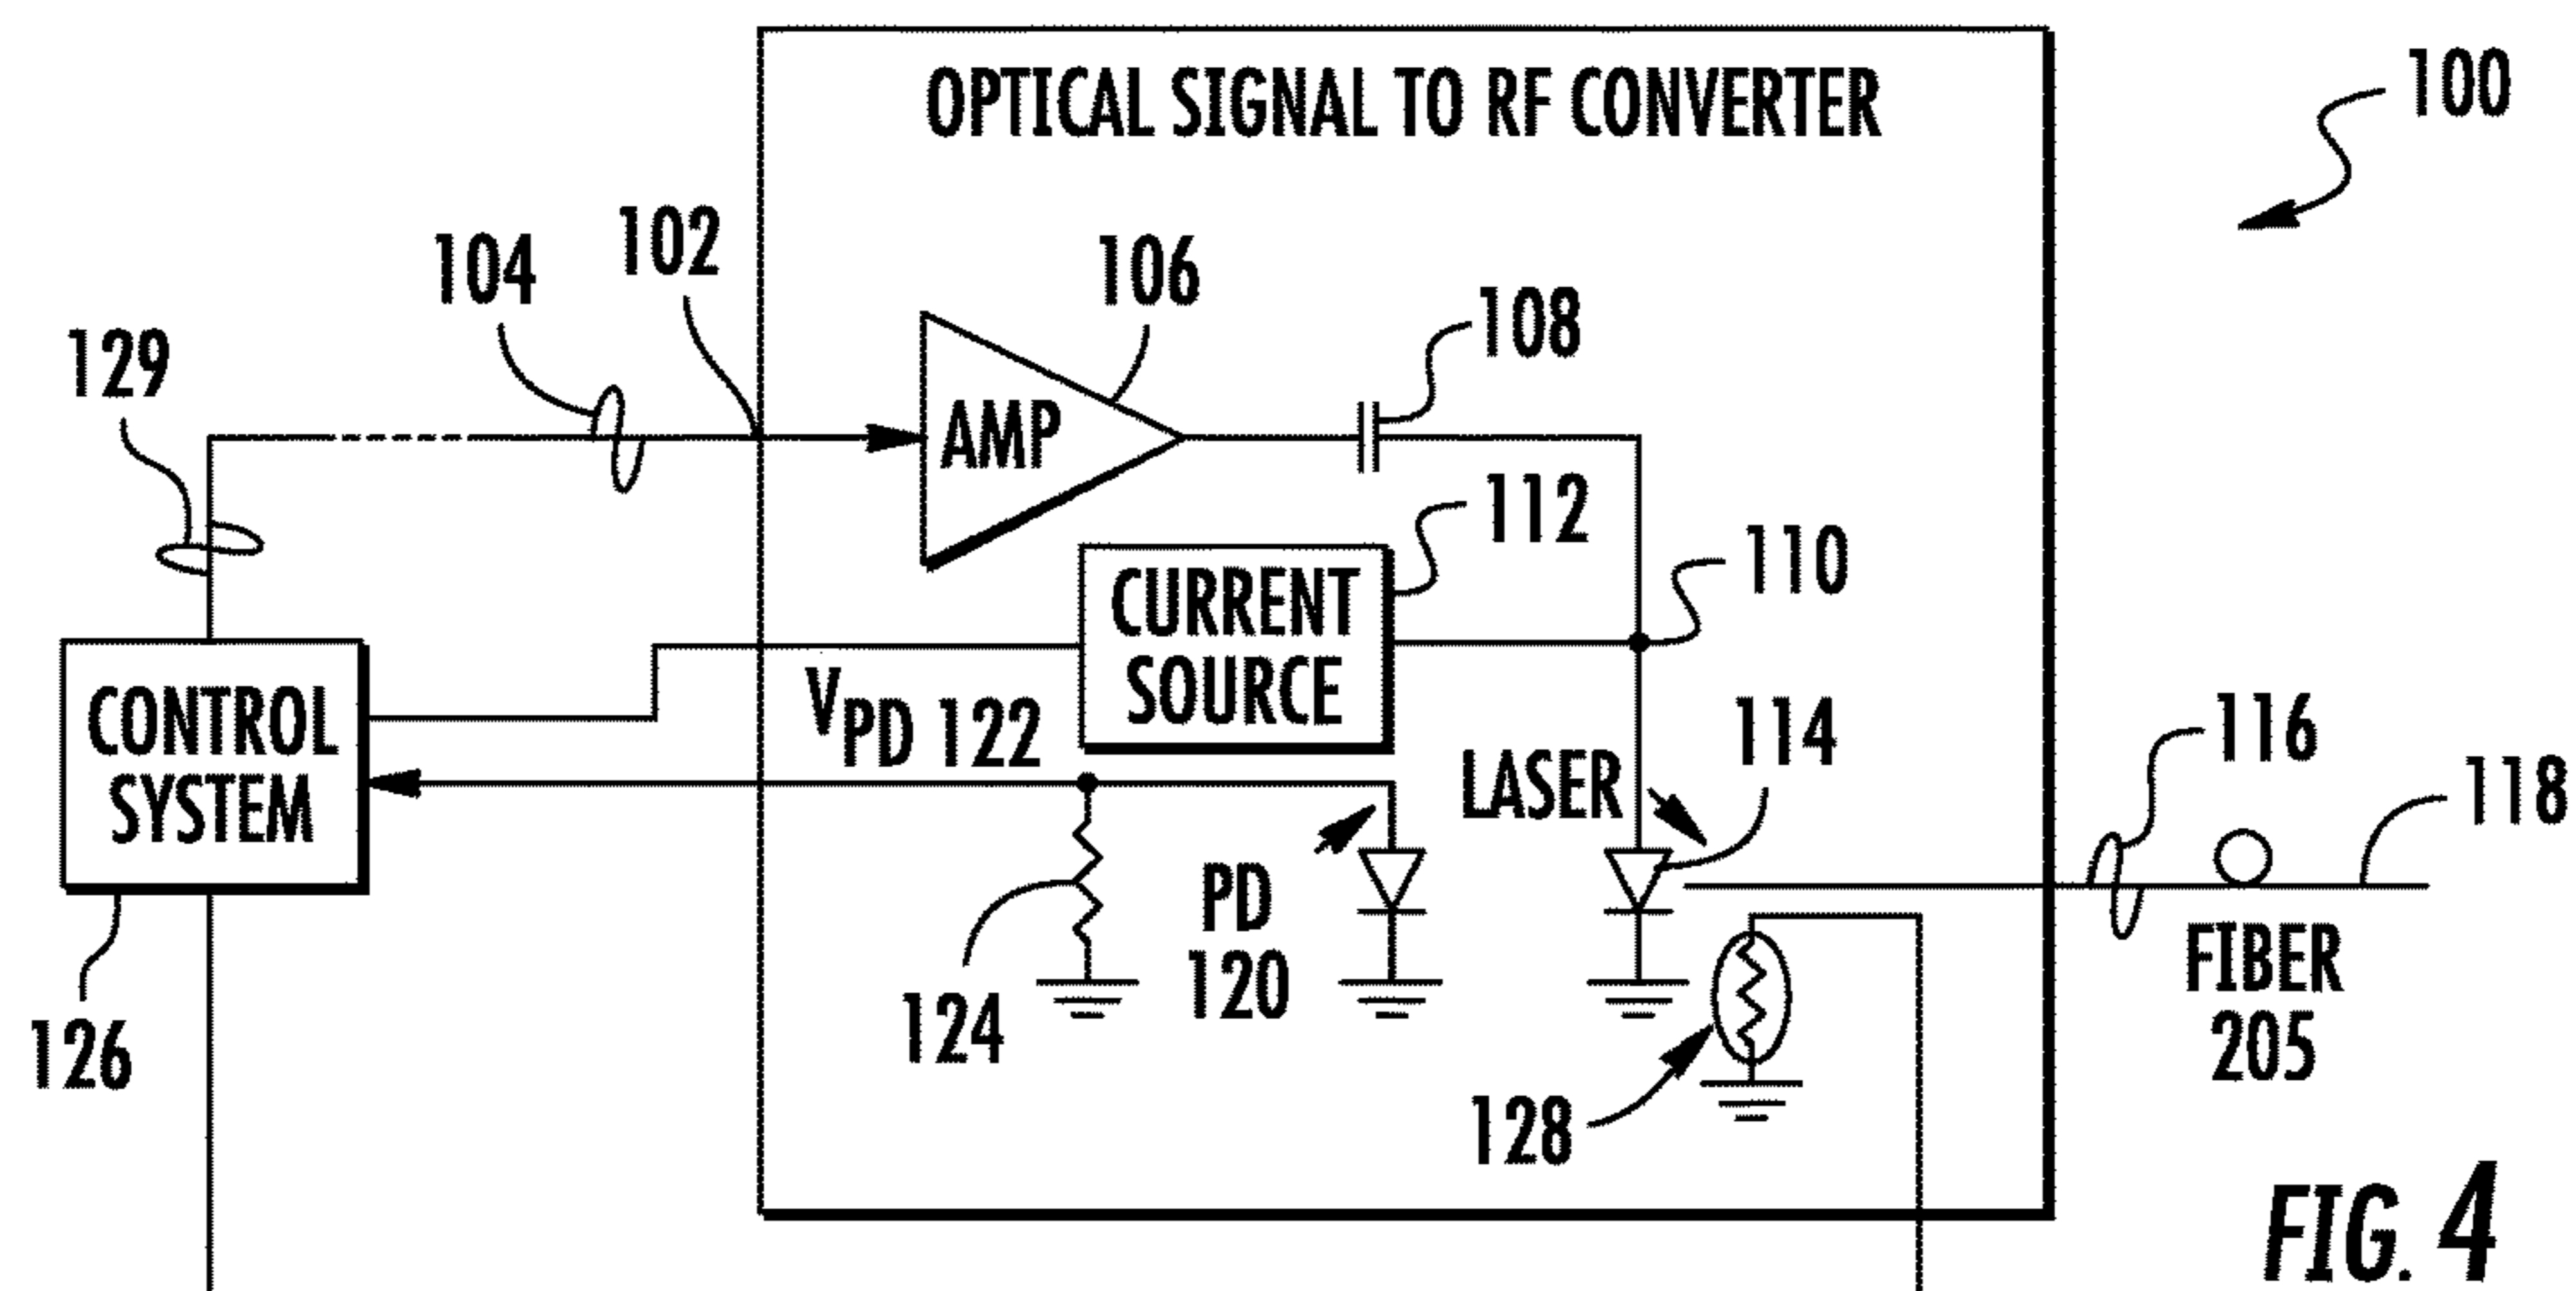 OPTICAL SIGNAL TO RF CONVERTER
100
102
104
106
129
108
AMP
112
110
CURRENT
SOURCE
CONTROL
SYSTEM
VPD 122
LASER
114
116
118
PD
120
124
126
128
FIBER
205
FIG. 4